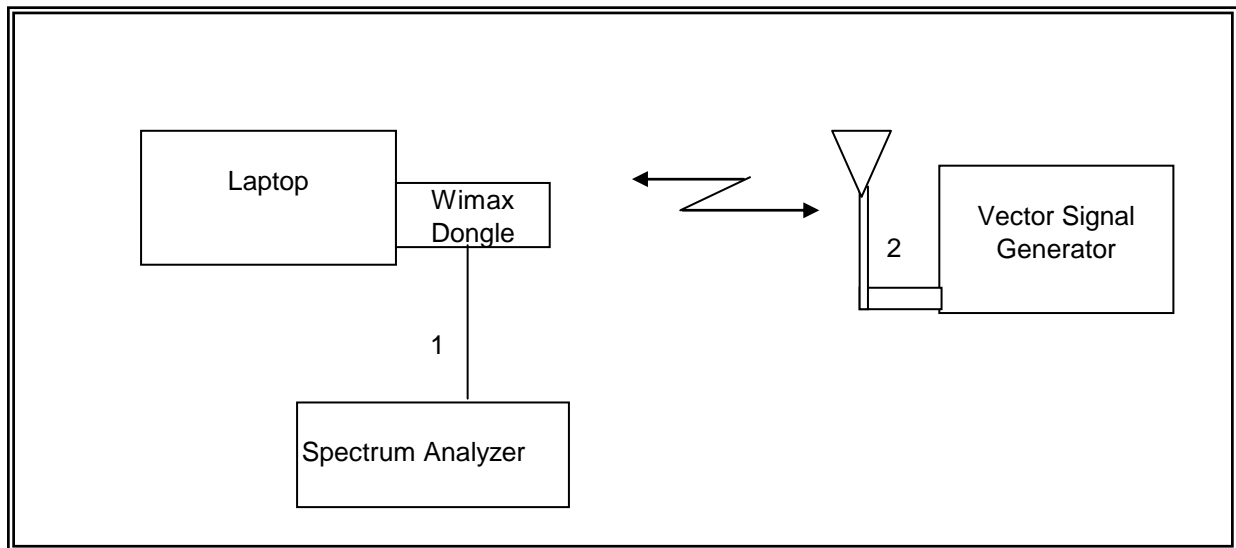 Laptop
Wimax
Dongle
2
Vector Signal
Generator
1
Spectrum Analyzer